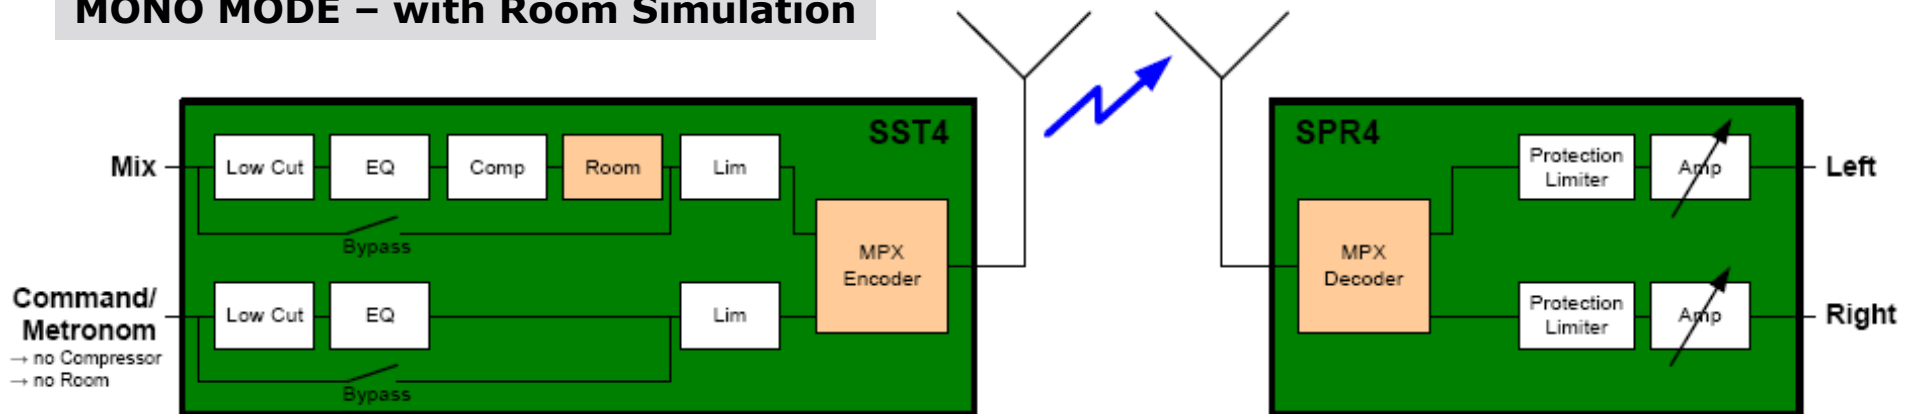 MONO MODE – with Room Simulation
SST4
SPR4
Mix
Low Cut
EQ
Comp
Room
Lim
Bypass
MPX
Encoder
Command/
Metronom
→ no Compressor
→ no Room
Low Cut
EQ
Lim
Bypass
MPX
Decoder
Protection
Limiter
Amp
Left
Protection
Limiter
Amp
Right